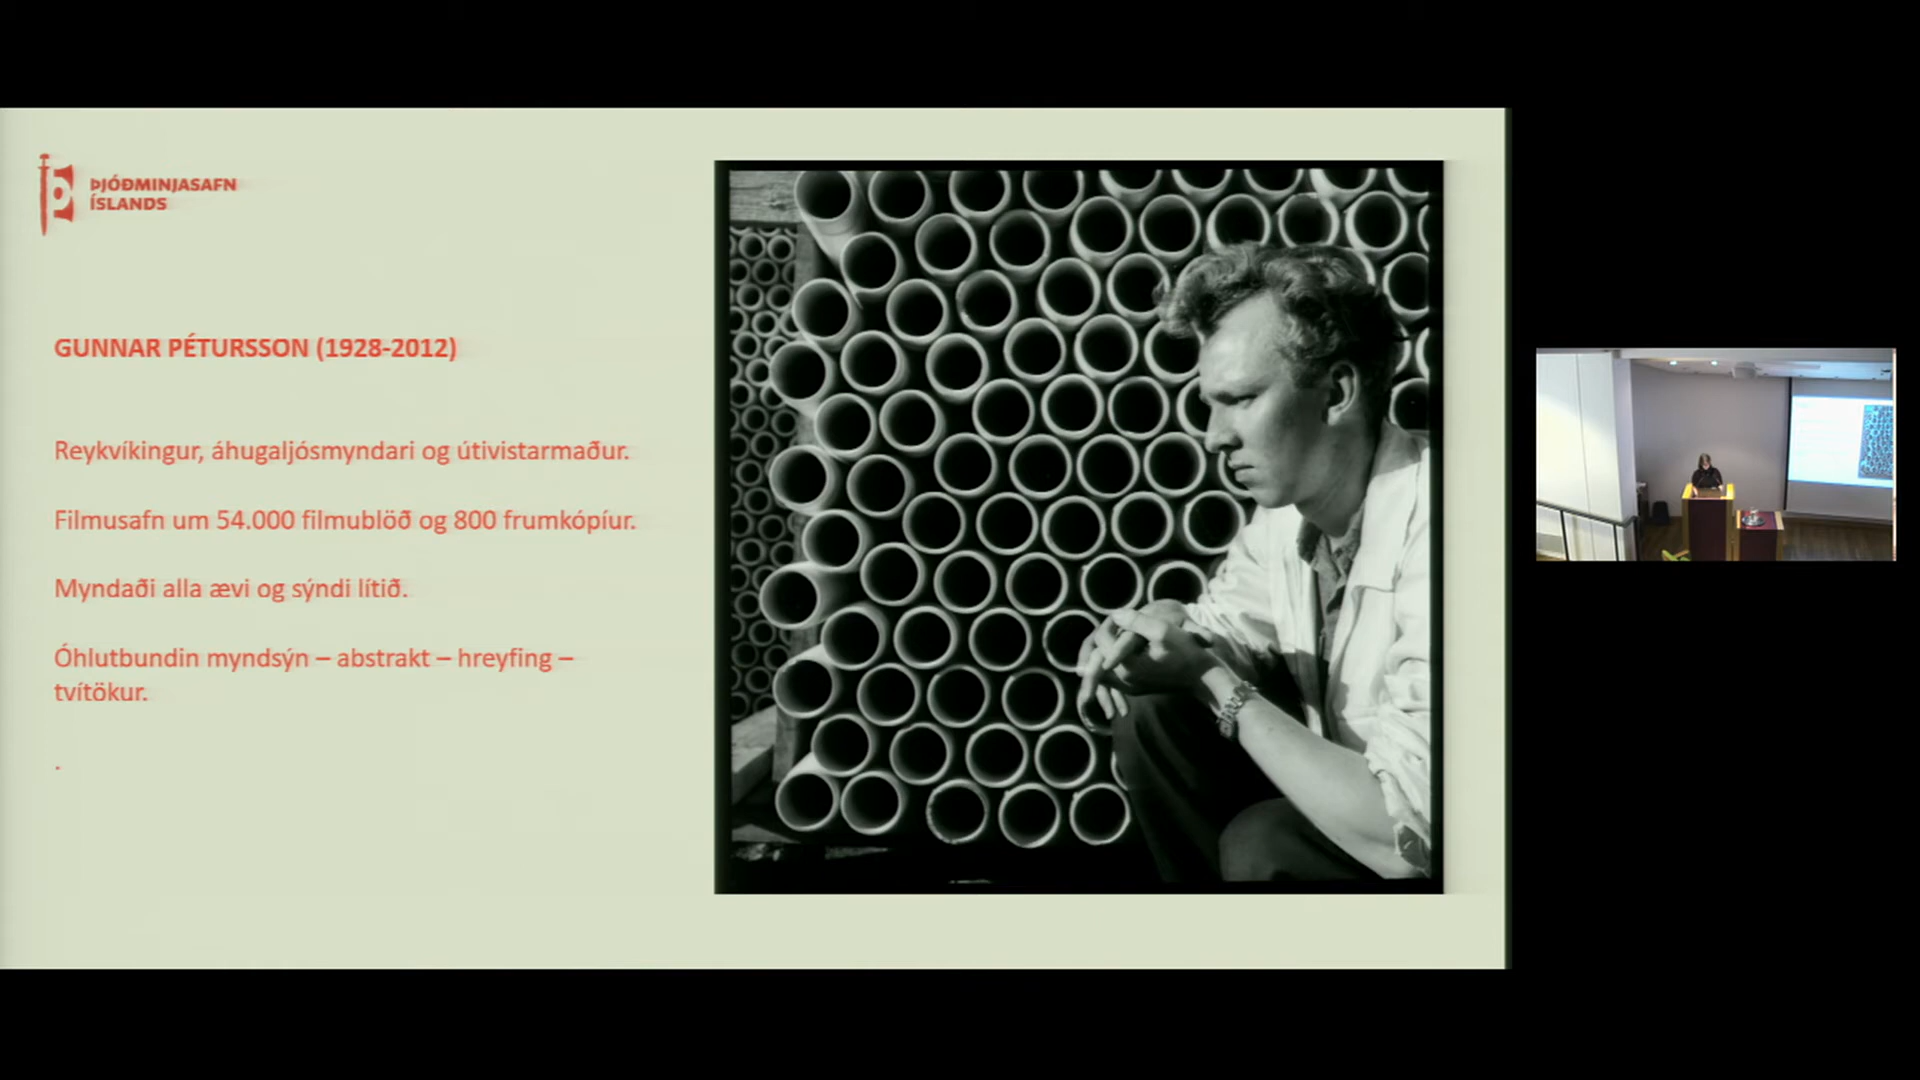 ÞJÓÐMINJASAFN
ÍSLANDS
GUNNAR PÉTURSSON (1928-2012)
Reykvíkingur, áhugaljósmyndari og útivistarmaður.
Filmusafn um 54.000 filmublöð og 800 frumkópíur.
Myndaði alla ævi og sýndi lítið.
Óhlutbundin myndsýn – abstrakt – hreyfing –
tvítökur.
.